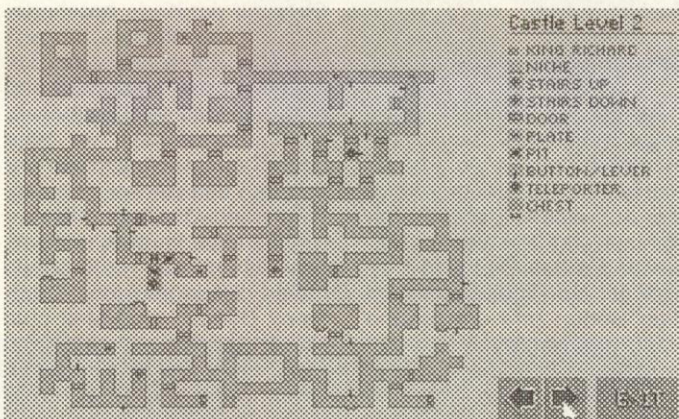 Castle Level 2
KING RICHARD
NICHE
STAIRS UP
STAIRS DOWN
DOOR
PLATE
PIT
BUTTON/LEVER
TELEPORTER
CHEST
EXIT